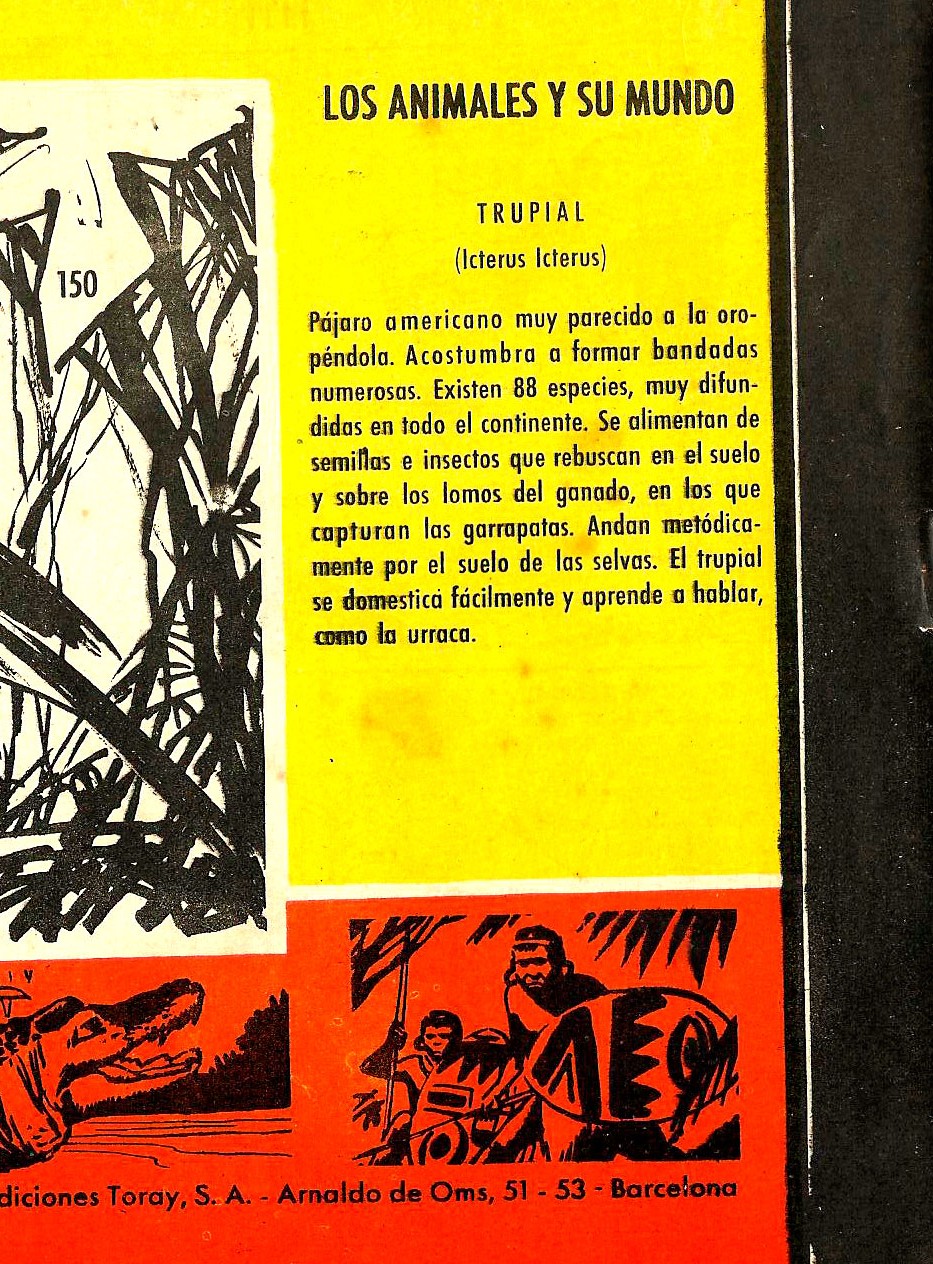 LOS ANIMALES Y SU MUNDO
TRUPIAL
(Icterus Icterus)
150
Pájaro americano muy parecido a la oro-
péndola. Acostumbra a formar bandadas
numerosas. Existen 88 especies, muy difun-
didas en todo el continente. Se alimentan de
semillas e insectos que rebuscan en el suelo
y sobre los lomos del ganado, en los que
capturan las garrapatas. Andan metódica-
mente por el suelo de las selvas. El trupial
se domestica fácilmente y aprende a hablar,
como la urraca.
diciones Toray, S. A. - Arnaldo de Oms, 51 - 53 - Barcelona